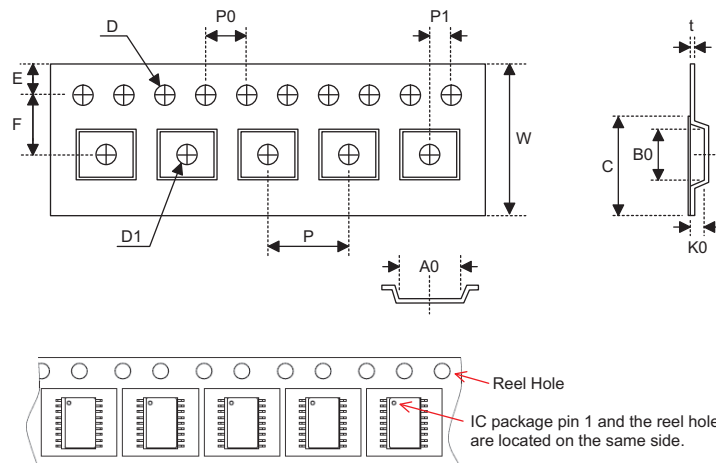 D
P0
P1
t
E
F
W
C
B0
D1
P
K0
A0
Reel Hole
IC package pin 1 and the reel hole
are located on the same side.